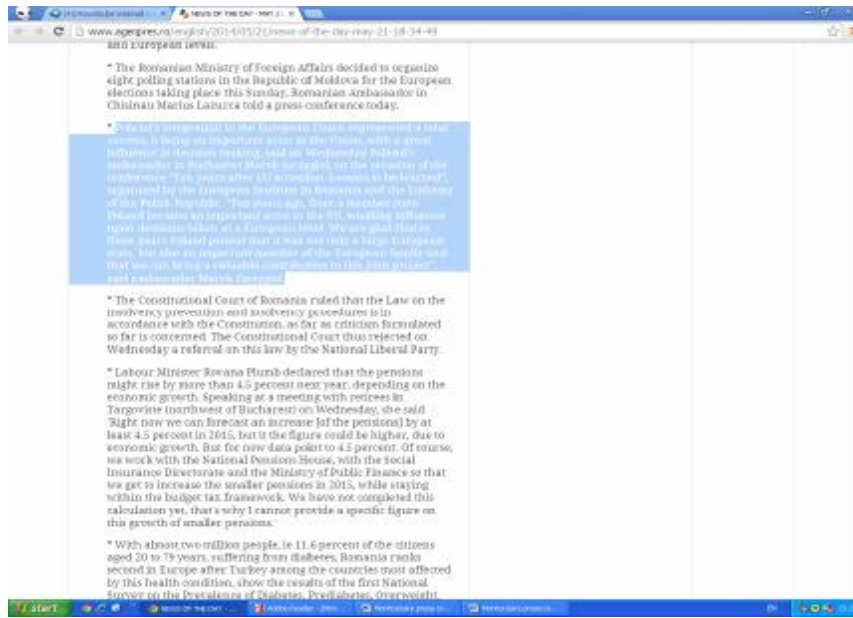 NEWS OF THE DAY - MAY 21
www.agerpres.ro/english/2014/05/21/news-of-the-day-may-21-18-34-49
and European levels.
* The Romanian Ministry of Foreign Affairs decided to organize
eight polling stations in the Republic of Moldova for the European
elections taking place this Sunday, Romanian Ambassador in
Chisinau Marius Lazurca told a press conference today.
* Poland's integration in the European Union represented a total
success, it being an important actor in the Union, with a great
influence in decision making, said on Wednesday Poland's
ambassador in Bucharest Marek Szczygiel, on the occasion of the
conference "Ten years after EU accession. Lessons to be learned",
organized by the European Institute in Romania and the Embassy
of the Polish Republic. "Ten years ago, from a member state
Poland became an important actor in the EU, wielding influence
upon decisions taken at a European level. We are glad that in
these years Poland proved that it was not only a large European
state, but also an important member of the European family and
that we can bring a valuable contribution to this joint project",
said ambassador Marek Szczygiel.
* The Constitutional Court of Romania ruled that the Law on the
insolvency prevention and insolvency procedures is in
accordance with the Constitution, as far as criticism formulated
so far is concerned. The Constitutional Court thus rejected on
Wednesday a referral on this law by the National Liberal Party.
* Labour Minister Rovana Plumb declared that the pensions
might rise by more than 4.5 percent next year, depending on the
economic growth. Speaking at a meeting with retirees in
Targoviste (northwest of Bucharest) on Wednesday, she said
'Right now we can forecast an increase [of the pensions] by at
least 4.5 percent in 2015, but it the figure could be higher, due to
economic growth. But for now data point to 4.5 percent. Of course,
we work with the National Pensions House, with the Social
Insurance Directorate and the Ministry of Public Finance so that
we get to increase the smaller pensions in 2015, while staying
within the budget tax framework. We have not completed this
calculation yet, that's why I cannot provide a specific figure on
this growth of smaller pensions.'
* With almost two million people, ie 11.6 percent of the citizens
aged 20 to 79 years, suffering from diabetes, Romania ranks
second in Europe after Turkey among the countries most affected
by this health condition, show the results of the first National
Survey on the Prevalence of Diabetes, Prediabetes, Overweight,
start
NEWS OF THE DAY -
Adobe Reader
EN